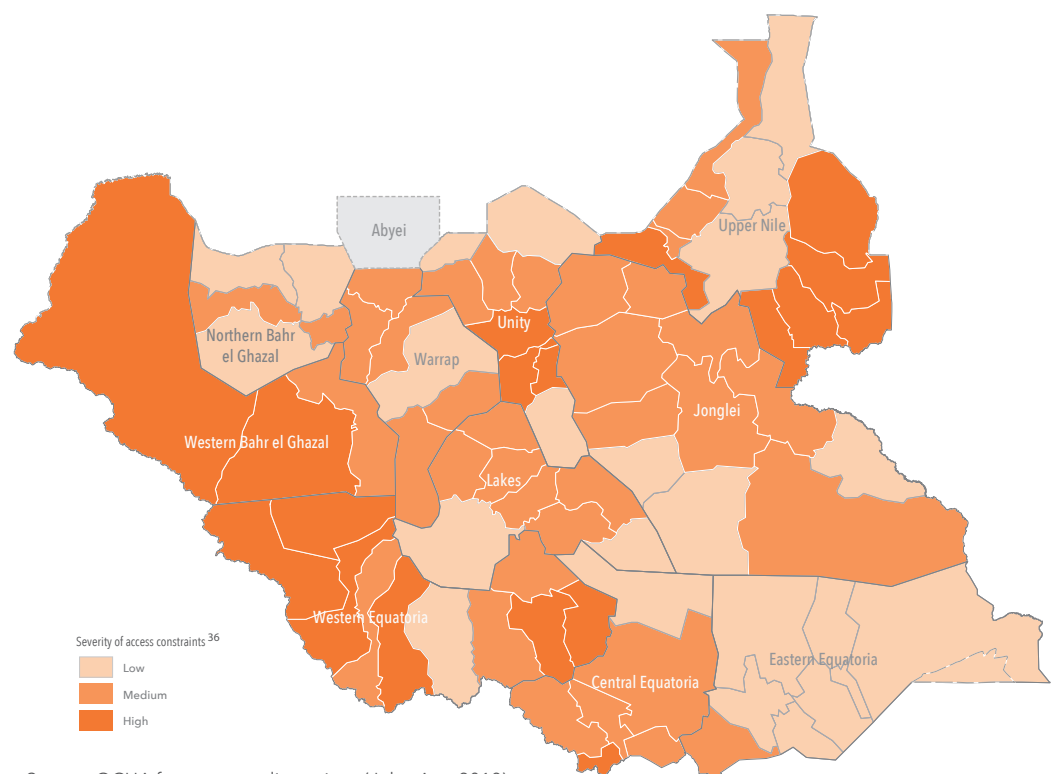 Abyei
Upper Nile
Unity
Northern Bahr
el Ghazal
Warrap
Jonglei
Western Bahr el Ghazal
Lakes
Western Equatoria
Severity of access constraints 36
Low
Medium
High
Eastern Equatoria
Central Equatoria